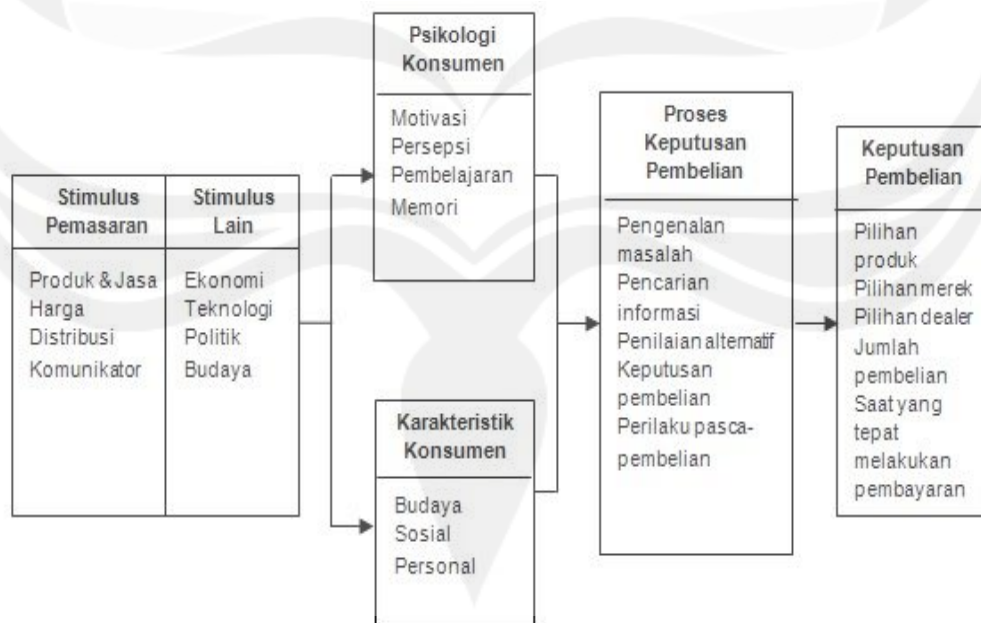 Stimulus
Pemasaran
Produk & Jasa
Harga
Distribusi
Komunikator
Stimulus
Lain
Ekonomi
Teknologi
Politik
Budaya
Psikologi
Konsumen
Motivasi
Persepsi
Pembelajaran
Memori
Karakteristik
Konsumen
Budaya
Sosial
Personal
Proses
Keputusan
Pembelian
Pengenalan
masalah
Pencarian
informasi
Penilaian alternatif
Keputusan
pembelian
Perilaku pasca-
pembelian
Keputusan
Pembelian
Pilihan
produk
Pilihan merek
Pilihan dealer
Jumlah
pembelian
Saat yang
tepat
melakukan
pembayaran